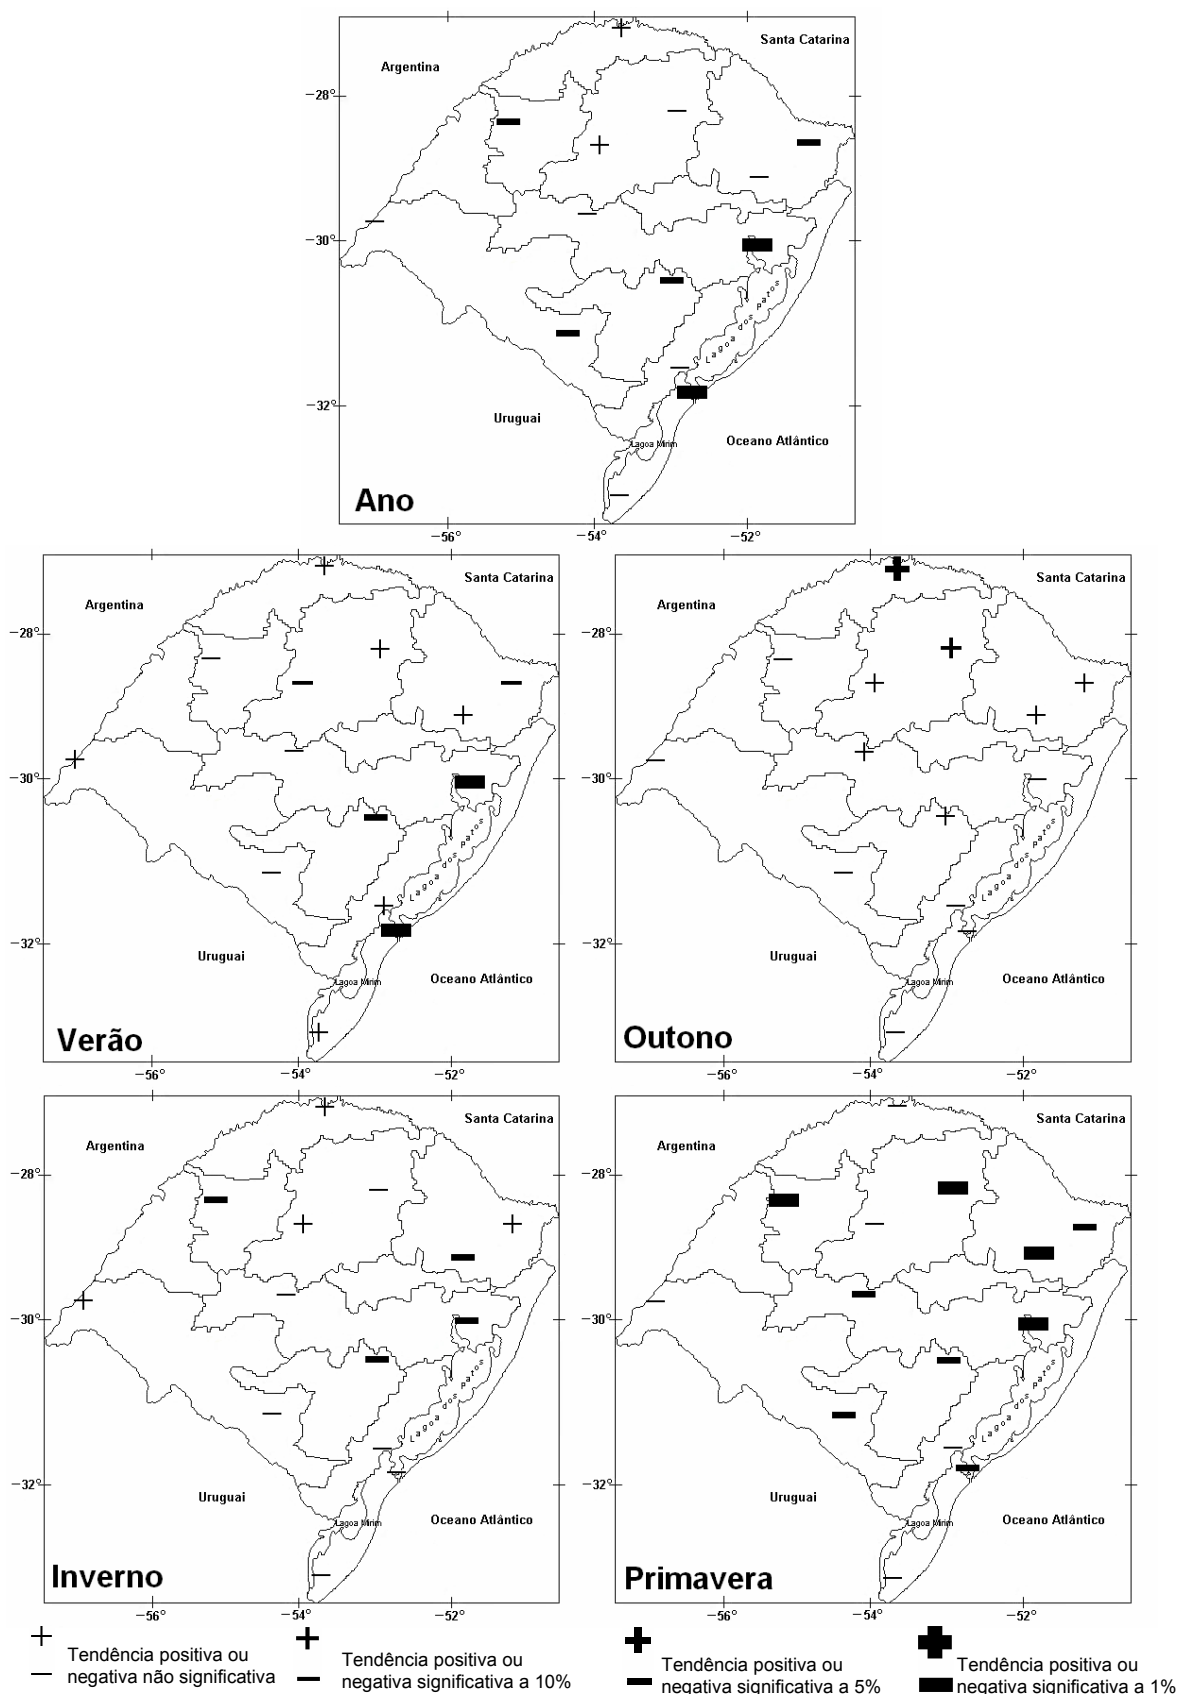 Santa Catarina
Argentina
−28°
−30°
Lagoa dos Patos
−32°
Uruguai
Oceano Atlântico
Lagoa Mirim
Ano
−56°
−54°
−52°
Santa Catarina
Argentina
−28°
−30°
Lagoa dos Patos
−32°
Uruguai
Oceano Atlântico
Lagoa Mirim
Verão
−56°
−54°
−52°
Santa Catarina
Argentina
−28°
−30°
Lagoa dos Patos
−32°
Uruguai
Oceano Atlântico
Lagoa Mirim
Outono
−56°
−54°
−52°
Santa Catarina
Argentina
−28°
−30°
Lagoa dos Patos
−32°
Uruguai
Oceano Atlântico
Lagoa Mirim
Inverno
−56°
−54°
−52°
Santa Catarina
Argentina
−28°
−30°
Lagoa dos Patos
−32°
Uruguai
Oceano Atlântico
Lagoa Mirim
Primavera
−56°
−54°
−52°
Tendência positiva ou
negativa não significativa
Tendência positiva ou
negativa significativa a 10%
Tendência positiva ou
negativa significativa a 5%
Tendência positiva ou
negativa significativa a 1%